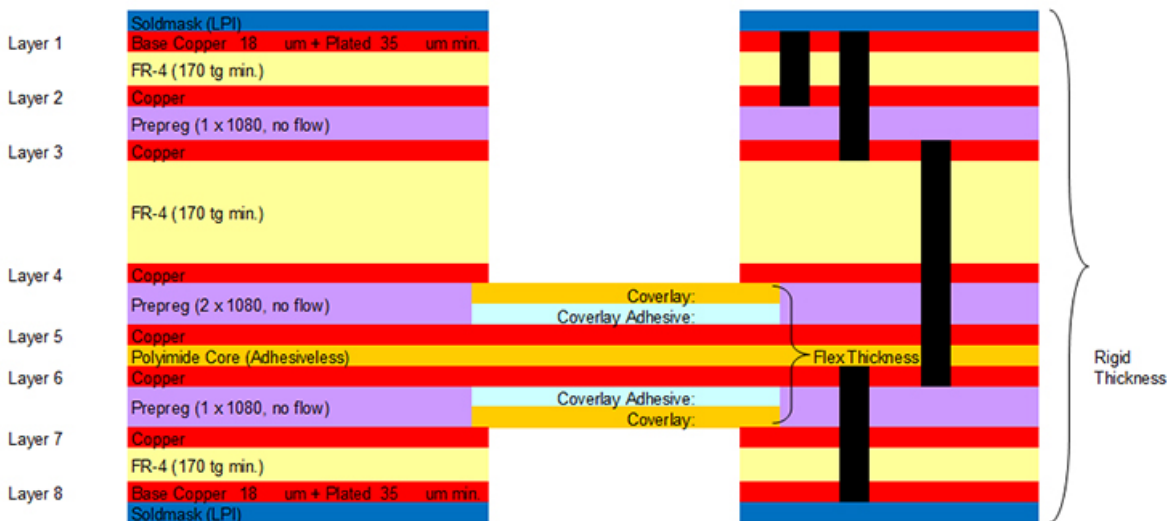 Soldmask (LPI)
Layer 1
Base Copper 18 um + Plated 35 um min.
FR-4 (170 tg min.)
Layer 2
Copper
Prepreg (1 x 1080, no flow)
Layer 3
Copper
FR-4 (170 tg min.)
Layer 4
Copper
Prepreg (2 x 1080, no flow)
Coverlay:
Coverlay Adhesive:
Layer 5
Copper
Polyimide Core (Adhesiveless)
Flex Thickness
Rigid
Thickness
Layer 6
Copper
Prepreg (1 x 1080, no flow)
Coverlay Adhesive:
Coverlay:
Layer 7
Copper
FR-4 (170 tg min.)
Layer 8
Base Copper 18 um + Plated 35 um min.
Soldmask (LPI)